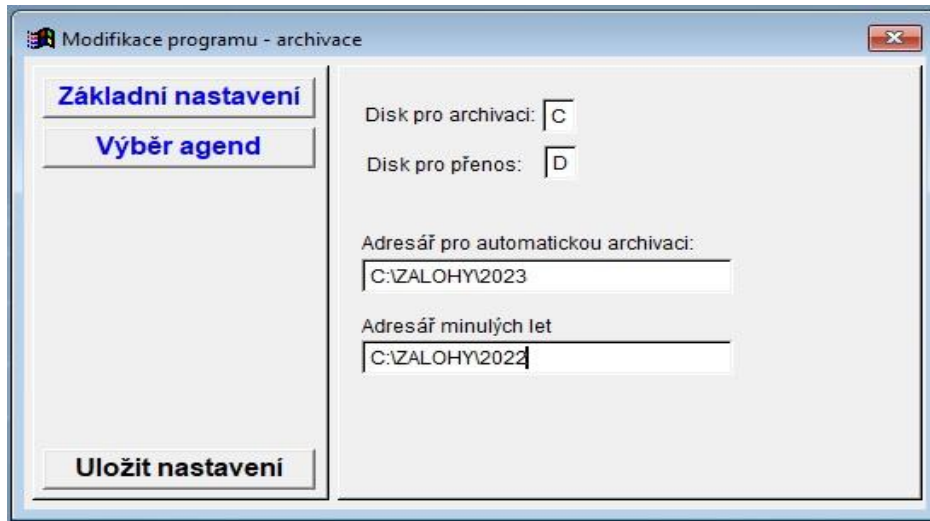 Modifikace programu - archivace
Základní nastavení
Výběr agend
Uložit nastavení
Disk pro archivaci: C
Disk pro přenos: D
Adresář pro automatickou archivaci:
C:\ZALOHY\2023
Adresář minulých let
C:\ZALOHY\2022